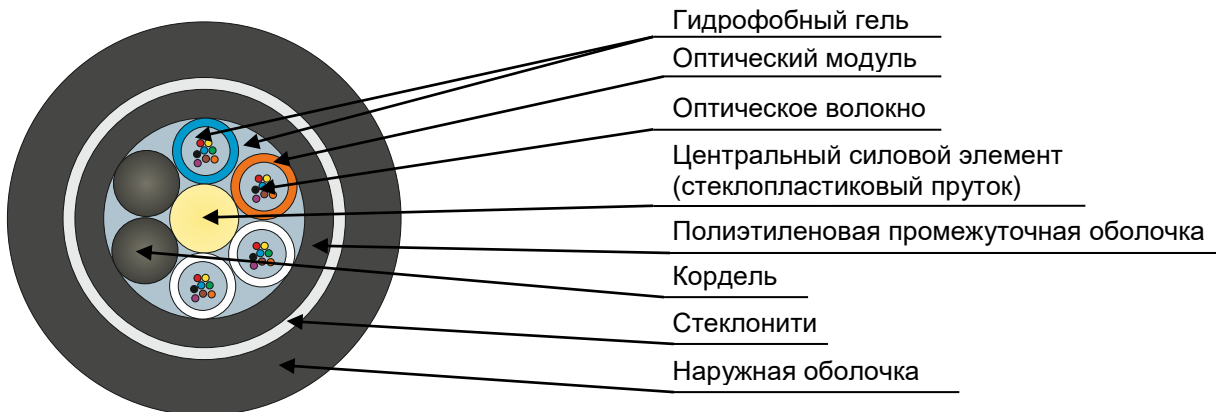 Гидрофобный гель
Оптический модуль
Оптическое волокно
Центральный силовой элемент
(стеклопластиковый пруток)
Полиэтиленовая промежуточная оболочка
Кордель
Стеклонити
Наружная оболочка